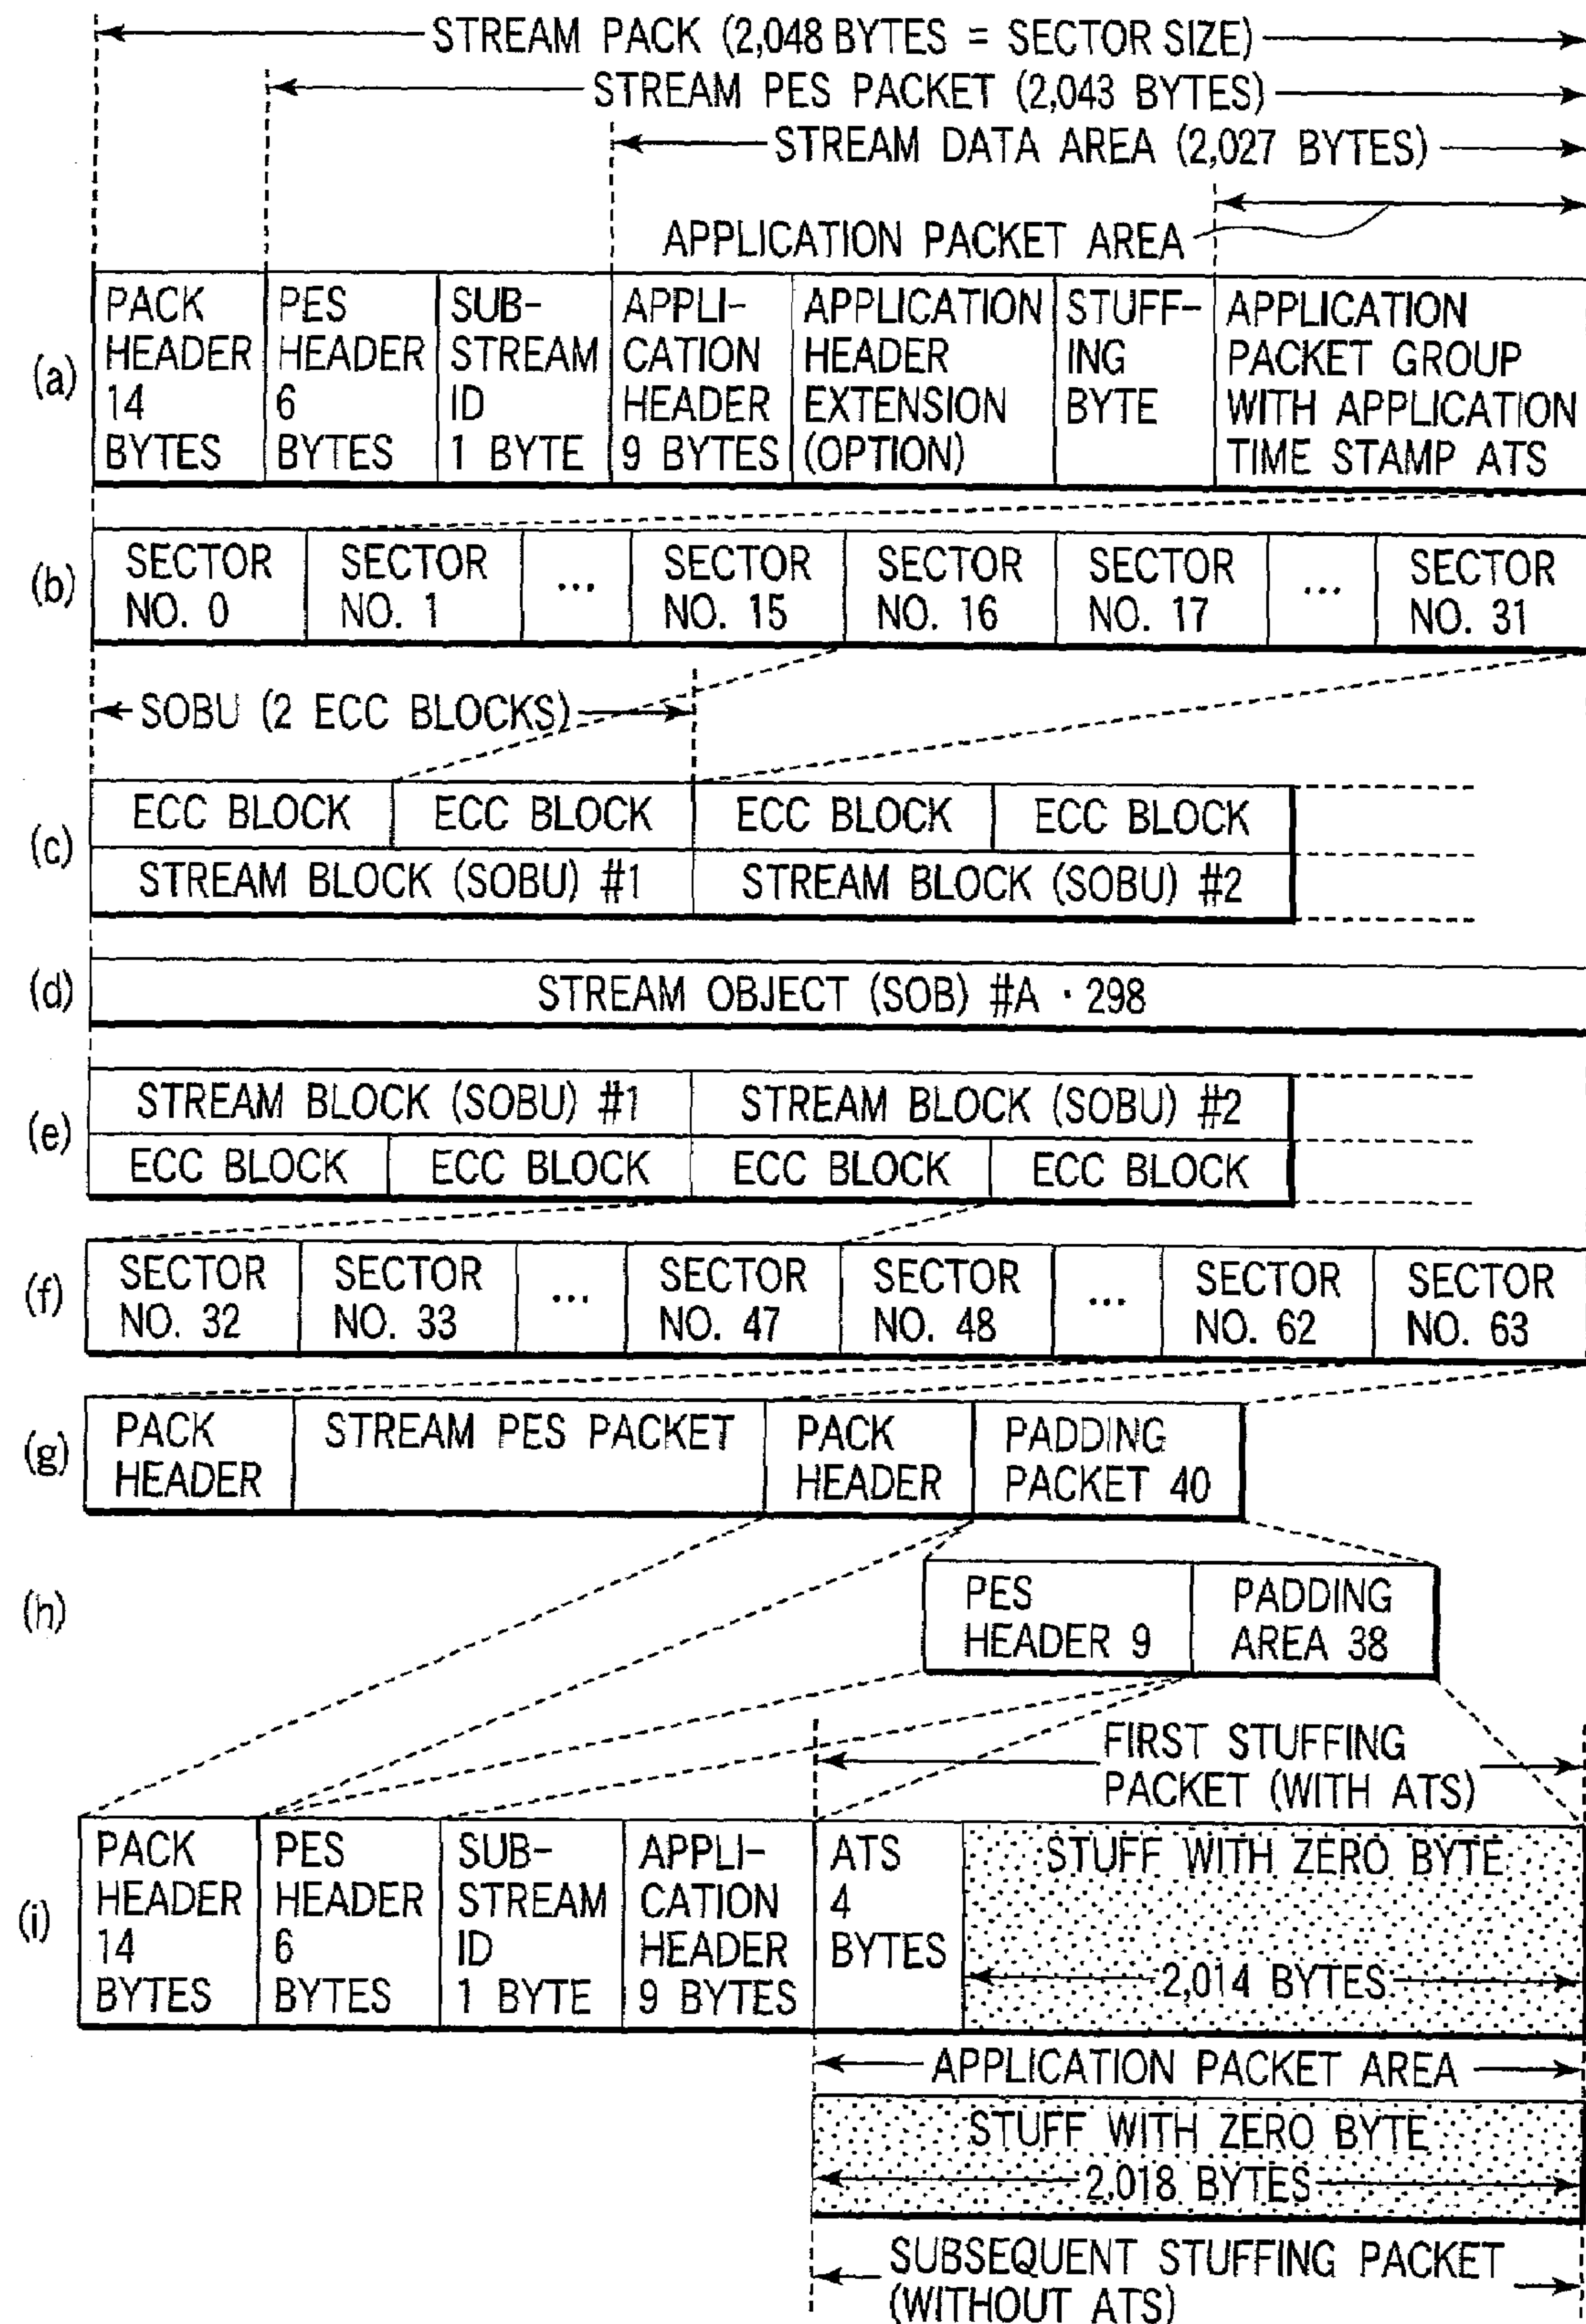 STREAM PACK (2,048 BYTES = SECTOR SIZE)
STREAM PES PACKET (2,043 BYTES)
STREAM DATA AREA (2,027 BYTES)
APPLICATION PACKET AREA
(a)
PACK HEADER 14 BYTES
PES HEADER 6 BYTES
SUB-STREAM ID 1 BYTE
APPLI-CATION HEADER 9 BYTES
APPLICATION HEADER EXTENSION (OPTION)
STUFF-ING BYTE
APPLICATION PACKET GROUP WITH APPLICATION TIME STAMP ATS
(b)
SECTOR NO. 0
SECTOR NO. 1
...
SECTOR NO. 15
SECTOR NO. 16
SECTOR NO. 17
...
SECTOR NO. 31
SOBU (2 ECC BLOCKS)
(c)
ECC BLOCK
ECC BLOCK
ECC BLOCK
ECC BLOCK
STREAM BLOCK (SOBU) #1
STREAM BLOCK (SOBU) #2
(d)
STREAM OBJECT (SOB) #A · 298
(e)
STREAM BLOCK (SOBU) #1
STREAM BLOCK (SOBU) #2
ECC BLOCK
ECC BLOCK
ECC BLOCK
ECC BLOCK
(f)
SECTOR NO. 32
SECTOR NO. 33
...
SECTOR NO. 47
SECTOR NO. 48
...
SECTOR NO. 62
SECTOR NO. 63
(g)
PACK HEADER
STREAM PES PACKET
PACK HEADER
PADDING PACKET 40
(h)
PES HEADER 9
PADDING AREA 38
FIRST STUFFING PACKET (WITH ATS)
(i)
PACK HEADER 14 BYTES
PES HEADER 6 BYTES
SUB-STREAM ID 1 BYTE
APPLI-CATION HEADER 9 BYTES
ATS 4 BYTES
STUFF WITH ZERO BYTE
2,014 BYTES
APPLICATION PACKET AREA
STUFF WITH ZERO BYTE
2,018 BYTES
SUBSEQUENT STUFFING PACKET
(WITHOUT ATS)